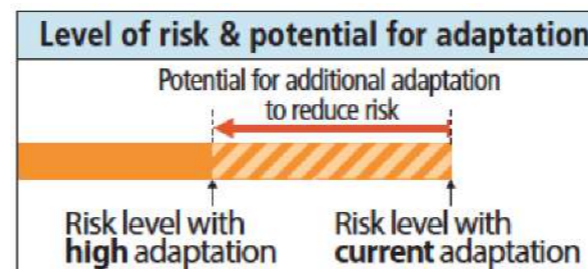 Level of risk & potential for adaptation
Potential for additional adaptation
to reduce risk
Risk level with
high adaptation
Risk level with
current adaptation